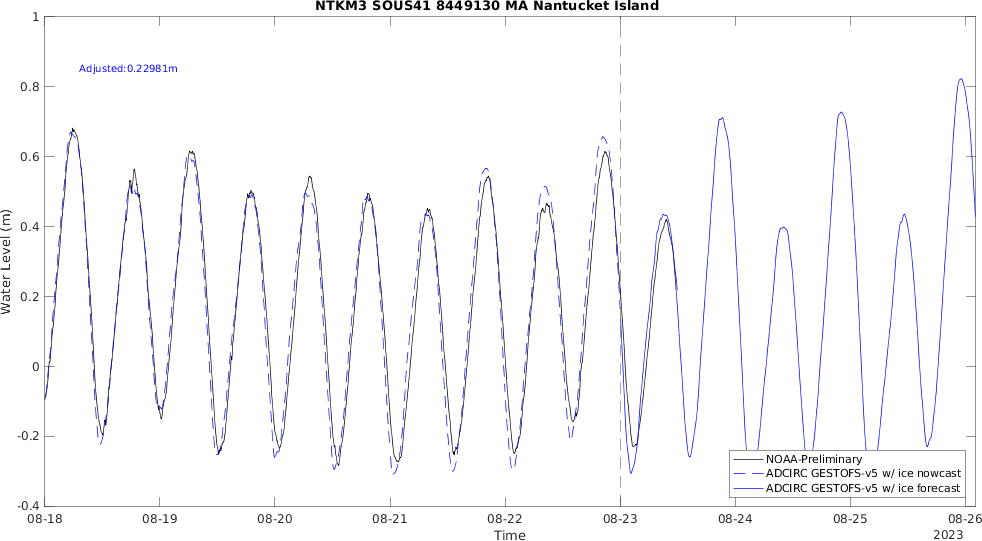 NTKM3 SOUS41 8449130 MA Nantucket Island
1
Adjusted:0.22981m
0.8
0.6
0.4
0.2
0
-0.2
-0.4
Water Level (m)
NOAA-Preliminary
ADCIRC GESTOFS-v5 w/ ice nowcast
ADCIRC GESTOFS-v5 w/ ice forecast
08-18 08-19 08-20 08-21 08-22 08-23 08-24 08-25 08-26
Time
2023